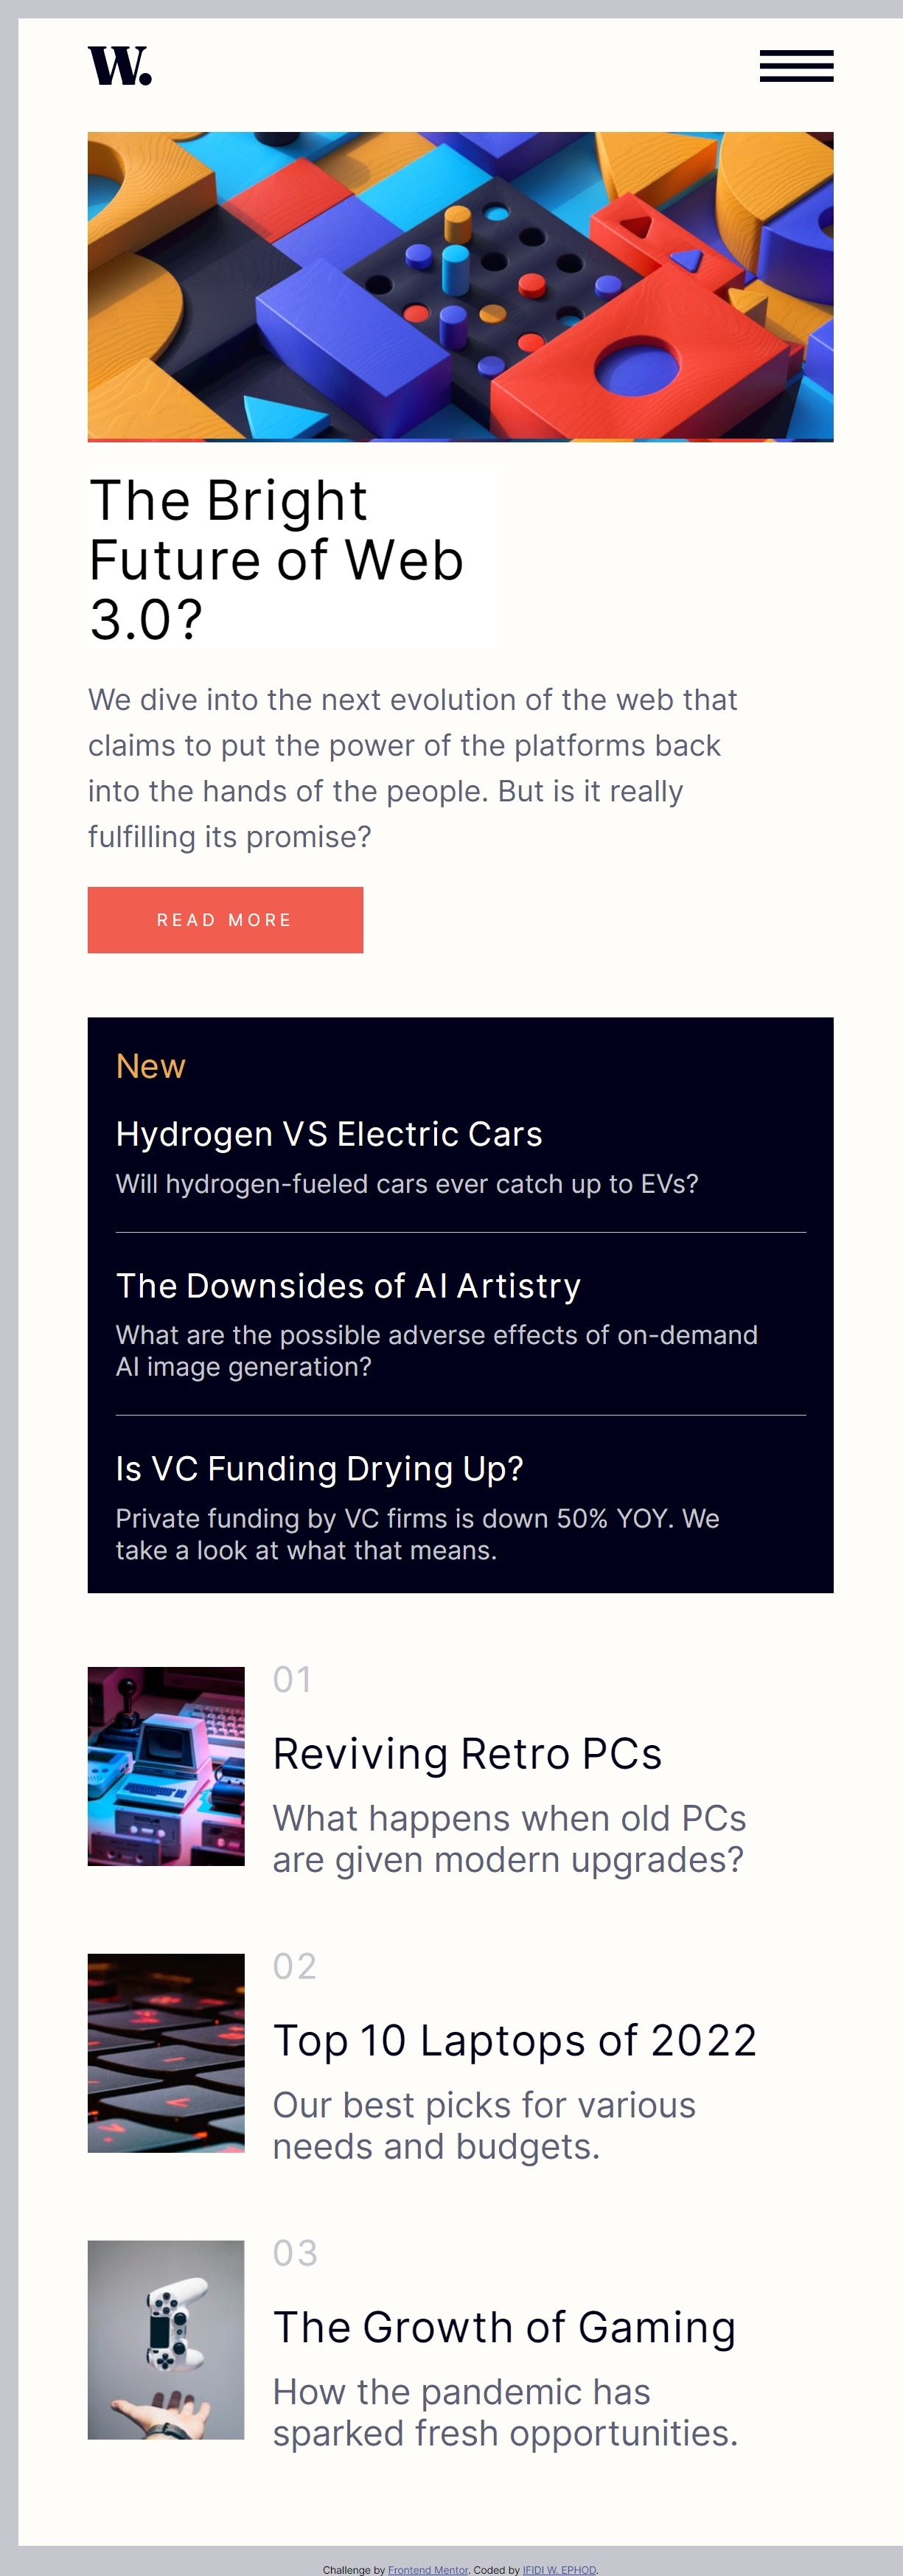 W.
The Bright
Future of Web
3.0?
We dive into the next evolution of the web that
claims to put the power of the platforms back
into the hands of the people. But is it really
fulfilling its promise?
READ MORE
New
Hydrogen VS Electric Cars
Will hydrogen-fueled cars ever catch up to EVs?
The Downsides of AI Artistry
What are the possible adverse effects of on-demand
AI image generation?
Is VC Funding Drying Up?
Private funding by VC firms is down 50% YOY. We
take a look at what that means.
01
Reviving Retro PCs
What happens when old PCs
are given modern upgrades?
02
Top 10 Laptops of 2022
Our best picks for various
needs and budgets.
03
The Growth of Gaming
How the pandemic has
sparked fresh opportunities.
Challenge by Frontend Mentor. Coded by IFIDI W. EPHOD.